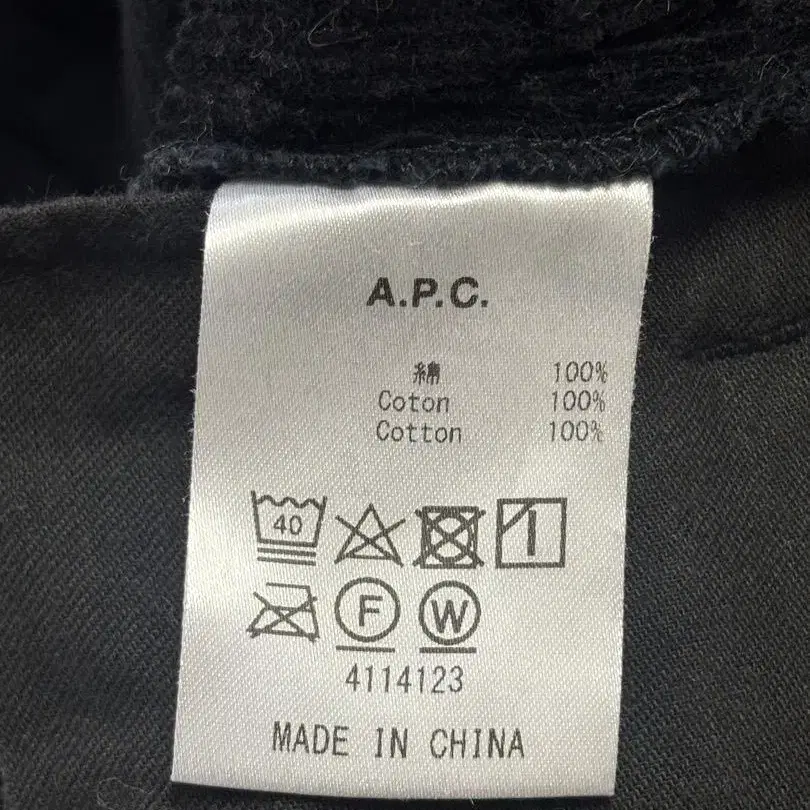 A.P.C.
綿 100%
Coton 100%
Cotton 100%
40
F W
4114123
MADE IN CHINA